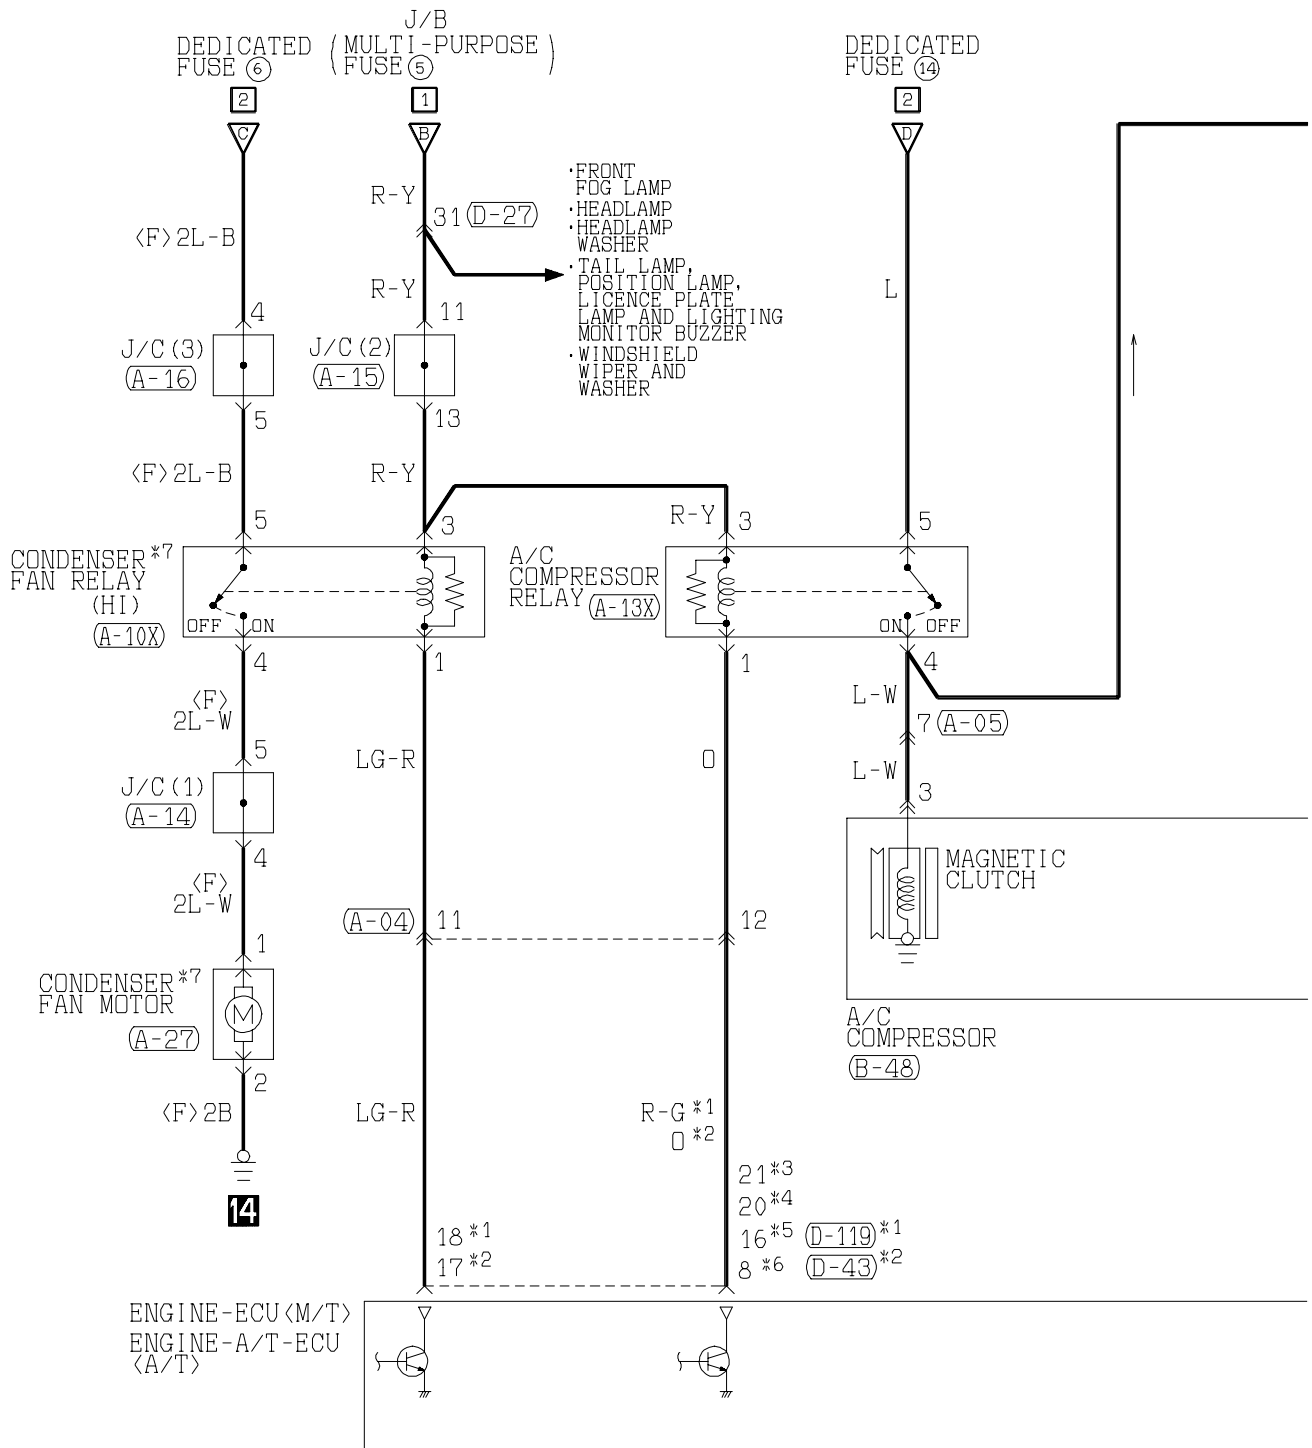 J/B
DEDICATED
FUSE ⑥
(MULTI-PURPOSE
FUSE ⑤)
DEDICATED
FUSE ⑭
2
1
2
C
B
D
R-Y
31 (D-27)
·FRONT
FOG LAMP
·HEADLAMP
·HEADLAMP
WASHER
·TAIL LAMP,
POSITION LAMP,
LICENCE PLATE
LAMP AND LIGHTING
MONITOR BUZZER
·WINDSHIELD
WIPER AND
WASHER
<F>2L-B
R-Y
L
4
11
J/C(3)
(A-16)
J/C(2)
(A-15)
5
13
<F>2L-B
R-Y
R-Y
5
3
3
5
CONDENSER*7
FAN RELAY
(HI)
(A-10X)
OFF
ON
A/C
COMPRESSOR
RELAY (A-13X)
ON
OFF
4
1
1
4
<F>
2L-W
L-W
7 (A-05)
5
LG-R
O
L-W
J/C(1)
(A-14)
3
4
MAGNETIC
CLUTCH
<F>
2L-W
(A-04)
11
12
1
CONDENSER*7
FAN MOTOR
(A-27)
M
A/C
COMPRESSOR
(B-48)
2
<F>2B
LG-R
R-G*1
O*2
14
21*3
20*4
18*1
16*5 (D-119)*1
17*2
8*6 (D-43)*2
ENGINE-ECU<M/T>
ENGINE-A/T-ECU
<A/T>